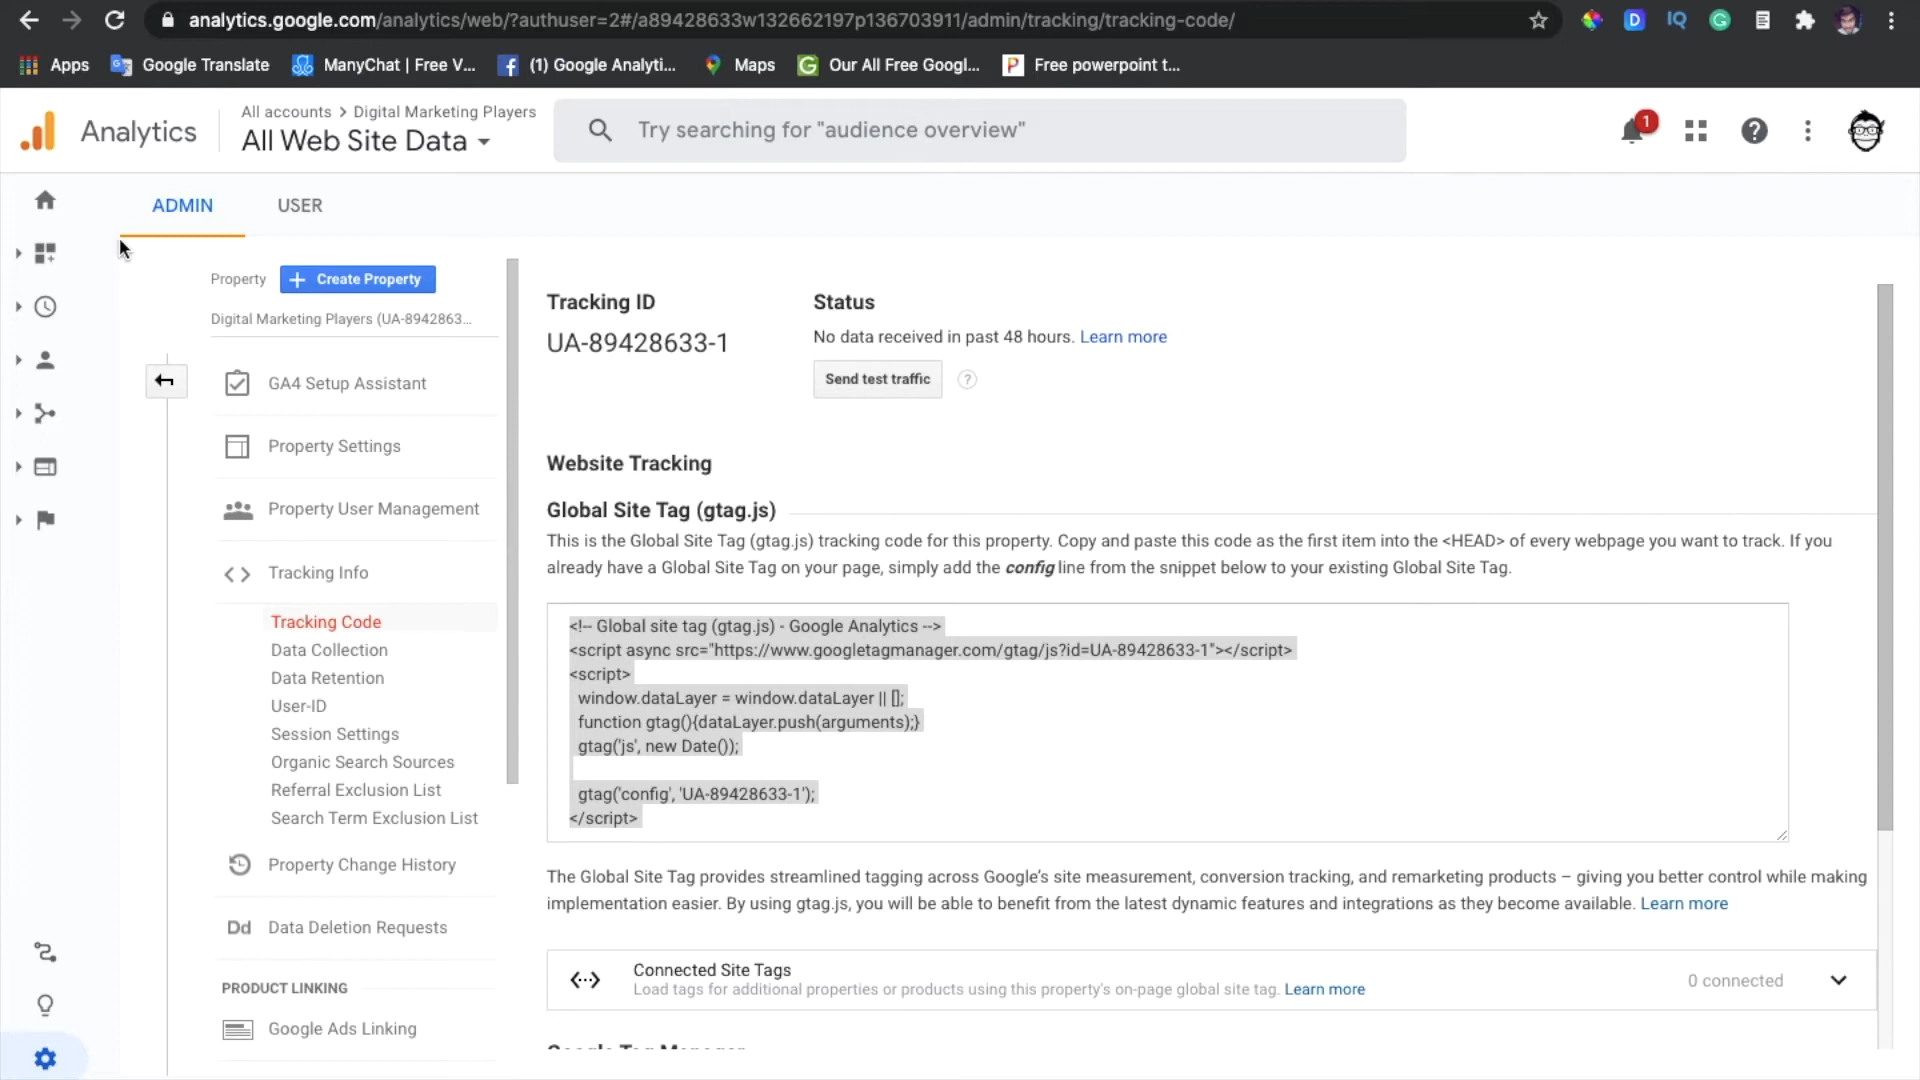 analytics.google.com/analytics/web/?authuser=2#/a89428633w132662197p136703911/admin/tracking/tracking-code/
Apps Google Translate ManyChat | Free V... (1) Google Analyti... Maps Our All Free Googl... Free powerpoint t...
All accounts > Digital Marketing Players
Analytics
All Web Site Data
Try searching for "audience overview"
1
ADMIN USER
Property + Create Property
Digital Marketing Players (UA-8942863...
GA4 Setup Assistant
Property Settings
Property User Management
Tracking Info
Tracking Code
Data Collection
Data Retention
User-ID
Session Settings
Organic Search Sources
Referral Exclusion List
Search Term Exclusion List
Property Change History
Dd Data Deletion Requests
PRODUCT LINKING
Google Ads Linking
Tracking ID
UA-89428633-1
Status
No data received in past 48 hours. Learn more
Send test traffic ?
Website Tracking
Global Site Tag (gtag.js)
This is the Global Site Tag (gtag.js) tracking code for this property. Copy and paste this code as the first item into the <HEAD> of every webpage you want to track. If you
already have a Global Site Tag on your page, simply add the config line from the snippet below to your existing Global Site Tag.
<!-- Global site tag (gtag.js) - Google Analytics -->
<script async src="https://www.googletagmanager.com/gtag/js?id=UA-89428633-1"></script>
<script>
window.dataLayer = window.dataLayer || [];
function gtag(){dataLayer.push(arguments);}
gtag('js', new Date());
gtag('config', 'UA-89428633-1');
</script>
The Global Site Tag provides streamlined tagging across Google's site measurement, conversion tracking, and remarketing products – giving you better control while making
implementation easier. By using gtag.js, you will be able to benefit from the latest dynamic features and integrations as they become available. Learn more
Connected Site Tags
Load tags for additional properties or products using this property's on-page global site tag. Learn more
0 connected
Google Tag Manager